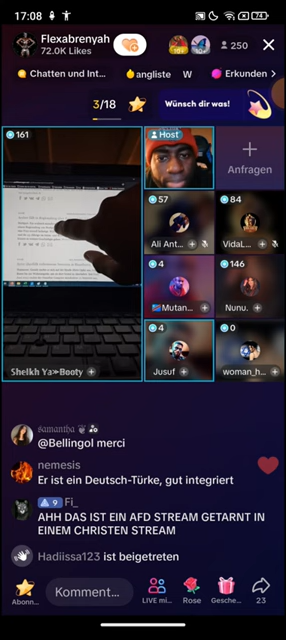 17:08
74
Flexabrenyah
72.0K Likes
250
Chatten und Int...
angliste
W
Erkunden
3/18
Wünsch dir was!
161
Host
Anfragen
57
84
Ali Ant...
VidaL...
4
146
Mutan...
Nunu.
4
0
Sheikh Ya➢Booty
Jusuf
woman_h...
samantha
@Bellingol merci
nemesis
Er ist ein Deutsch-Türke, gut integriert
9 Fi_
AHH DAS IST EIN AFD STREAM GETARNT IN
EINEM CHRISTEN STREAM
Hadiissa123 ist beigetreten
Abonn...
Komment...
LIVE mi...
Rose
Gesche...
23